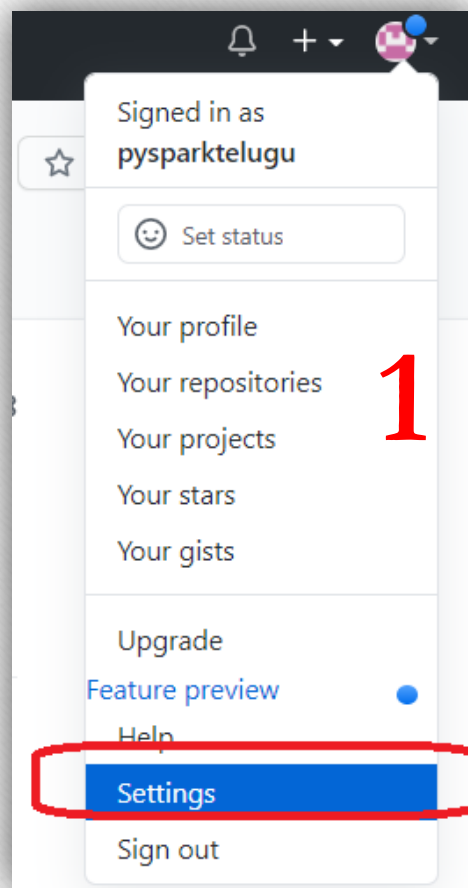 Signed in as
pysparktelugu
Set status
Your profile
Your repositories
1
Your projects
Your stars
Your gists
Upgrade
Feature preview
Help
Settings
Sign out